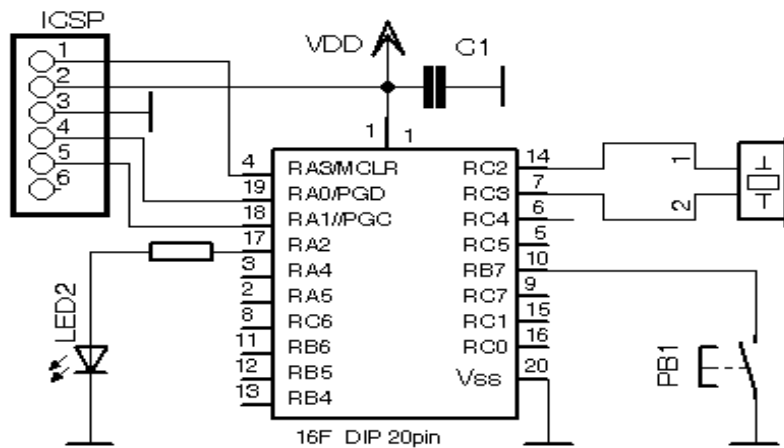 ICSP
1
2
3
4
5
6
VDD
C1
1 1
4 RA3/MCLR
19 RA0/PGD
18 RA1//PGC
17 RA2
3 RA4
2 RA5
8 RC6
11 RB6
12 RB5
13 RB4
RC2 14
RC3 7
RC4 6
RC5 5
RB7 10
RC7 9
RC1 15
RC0 16
Vss 20
1
2
LED2
PB1
16F DIP 20pin